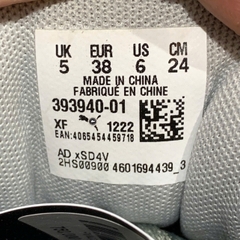 UK EUR US CM
5 38 6 24
MADE IN CHINA
FABRIQUÉ EN CHINE
393940-01
XF 1222
EAN: 4065454459718
AD xSD4V
2HS00900 4601694439_3